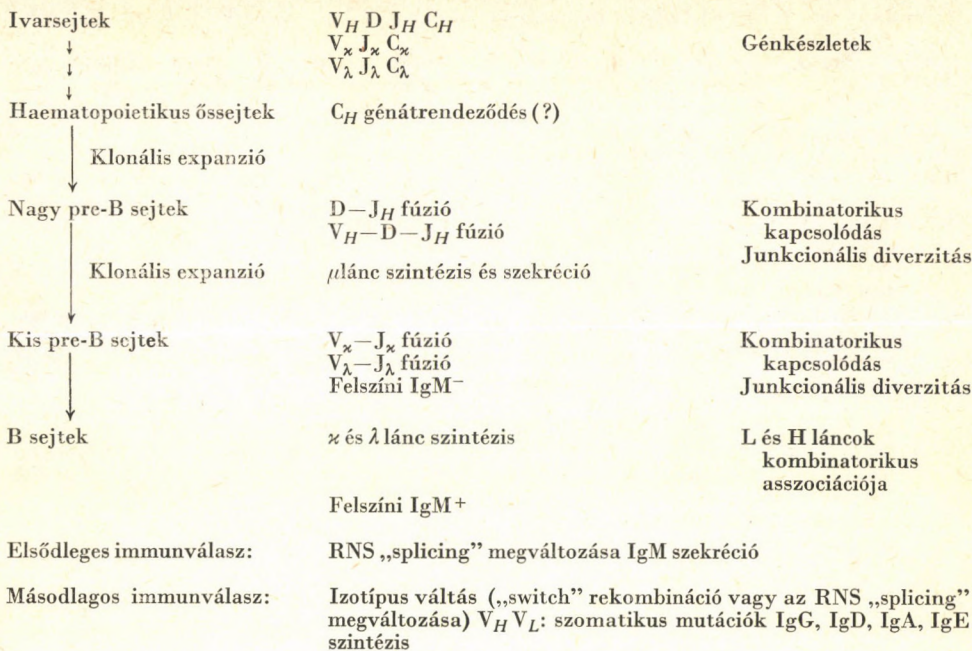 Ivarsejtek V_H D J_H C_H
V_ϰ J_ϰ C_ϰ Génkészletek
V_λ J_λ C_λ
Haematopoietikus őssejtek C_H génátrendeződés (?)
Klonális expanzió
Nagy pre-B sejtek D—J_H fúzió Kombinatorikus
V_H—D—J_H fúzió kapcsolódás
Junkcionális diverzitás
Klonális expanzió μlánc szintézis és szekréció
Kis pre-B sejtek V_ϰ—J_ϰ fúzió Kombinatorikus
V_λ—J_λ fúzió kapcsolódás
Felszíni IgM⁻ Junkcionális diverzitás
B sejtek ϰ és λ lánc szintézis L és H láncok
kombinatorikus
asszociációja
Felszíni IgM⁺
Elsődleges immunválasz: RNS „splicing” megváltozása IgM szekréció
Másodlagos immunválasz: Izotípus váltás („switch” rekombináció vagy az RNS „splicing”
megváltozása) V_H V_L: szomatikus mutációk IgG, IgD, IgA, IgE
szintézis